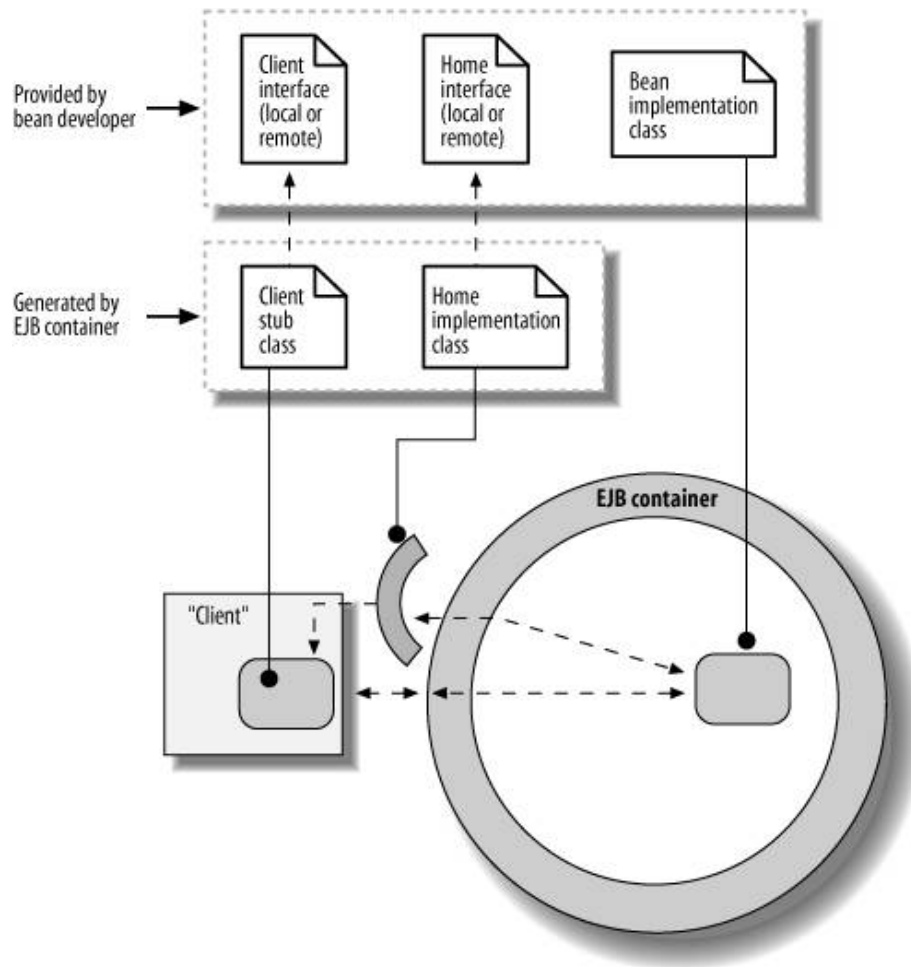 Client
interface
(local or
remote)
Home
interface
(local or
remote)
Bean
implementation
class
Provided by
bean developer
Client
stub
class
Home
implementation
class
Generated by
EJB container
EJB container
"Client"